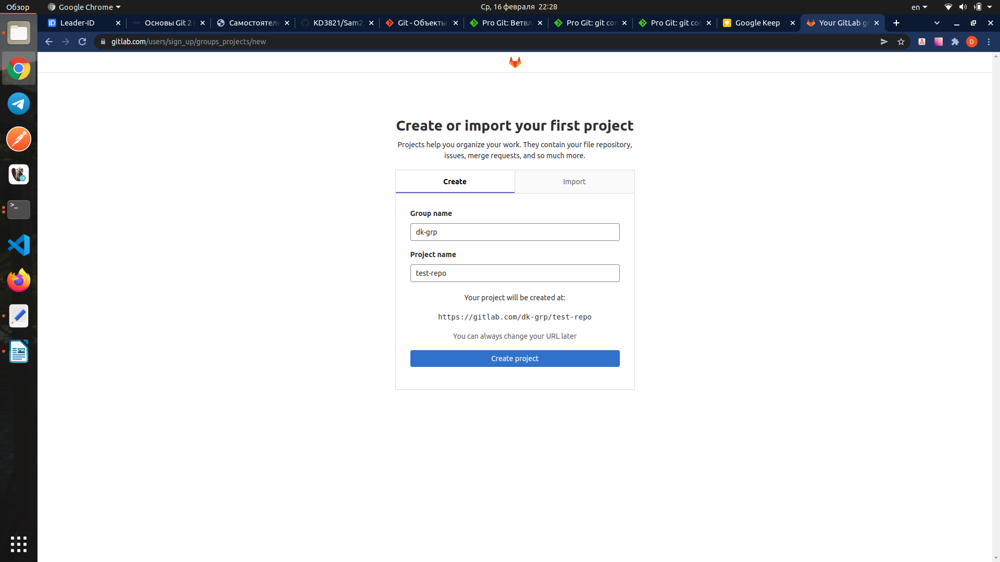 Обзор
Google Chrome
Ср, 16 февраля 22:28
en
Leader-ID
Основы Git 2
Самостоятель
KD3821/Sam2
Git - Объекты
Pro Git: Ветвл
Pro Git: git co
Pro Git: git co
Google Keep
Your GitLab g
gitlab.com/users/sign_up/groups_projects/new
D
Create or import your first project
Projects help you organize your work. They contain your file repository,
issues, merge requests, and so much more.
Create
Import
Group name
dk-grp
Project name
test-repo
Your project will be created at:
https://gitlab.com/dk-grp/test-repo
You can always change your URL later
Create project